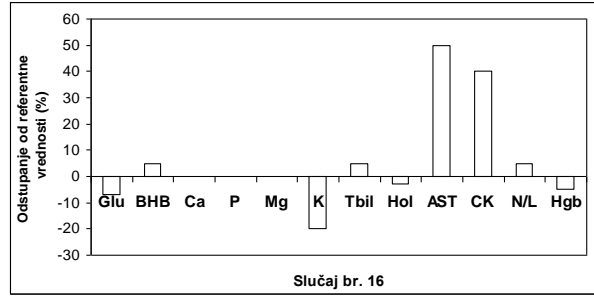 Odstupanje od referentne
vrednosti (%)
60
50
40
30
20
10
0
-10
-20
-30
Glu BHB Ca P Mg K Tbil Hol AST CK N/L Hgb
Slučaj br. 16